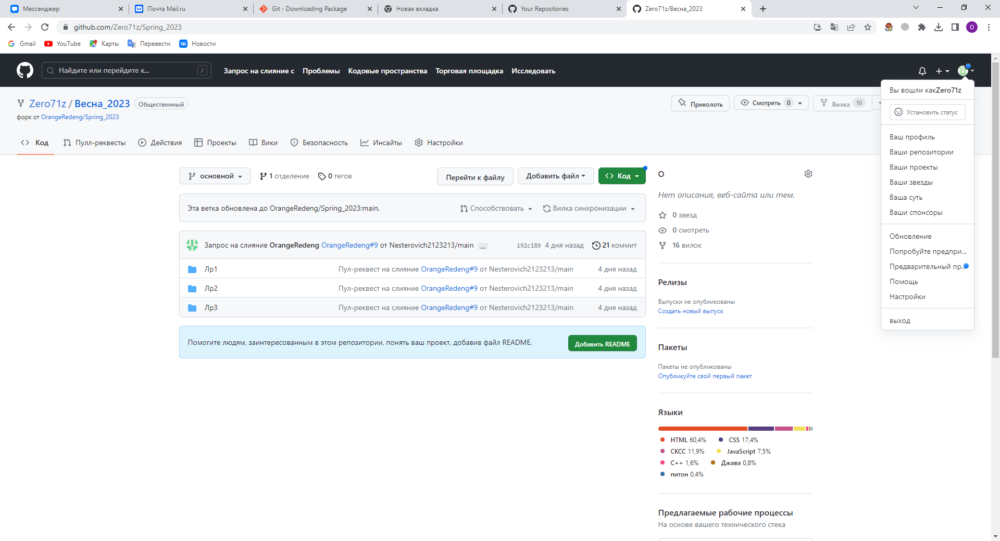 Мессенджер
Почта Mail.ru
Git - Downloading Package
Новая вкладка
Your Repositories
Zero71z/Весна_2023
github.com/Zero71z/Spring_2023
О
Gmail
YouTube
Карты
Перевести
Новости
Найдите или перейдите к...
/
Запрос на слияние с
Проблемы
Кодовые пространства
Торговая площадка
Исследовать
Вы вошли какZero71z
Установить статус
Ваш профиль
Ваши репозитории
Ваши проекты
Ваши звезды
Ваша суть
Ваши спонсоры
Обновление
Попробуйте предпри...
Предварительный пр...
Помощь
Настройки
выход
Zero71z / Весна_2023
Общественный
форк от OrangeRedeng/Spring_2023
Приколоть
Смотреть 0
Вилка 16
Код
Пулл-реквесты
Действия
Проекты
Вики
Безопасность
Инсайты
Настройки
основной
1 отделение
0 тегов
Перейти к файлу
Добавить файл
Код
Эта ветка обновлена до OrangeRedeng/Spring_2023:main.
Способствовать
Вилка синхронизации
Запрос на слияние OrangeRedeng OrangeRedeng#9 от Nesterovich2123213/main ...
192c189 4 дня назад
21 коммит
Лр1 Пул-реквест на слияние OrangeRedeng#9 от Nesterovich2123213/main 4 дня назад
Лр2 Пул-реквест на слияние OrangeRedeng#9 от Nesterovich2123213/main 4 дня назад
Лр3 Пул-реквест на слияние OrangeRedeng#9 от Nesterovich2123213/main 4 дня назад
Помогите людям, заинтересованным в этом репозитории, понять ваш проект, добавив файл README.
Добавить README
О
Нет описания, веб-сайта или тем.
0 звезд
0 смотреть
16 вилок
Релизы
Выпуски не опубликованы
Создать новый выпуск
Пакеты
Пакеты не опубликованы
Опубликуйте свой первый пакет
Языки
HTML 60,4% CSS 17,4%
СКСС 11,9% JavaScript 7,5%
C++ 1,6% Джава 0,8%
питон 0,4%
Предлагаемые рабочие процессы
На основе вашего технического стека